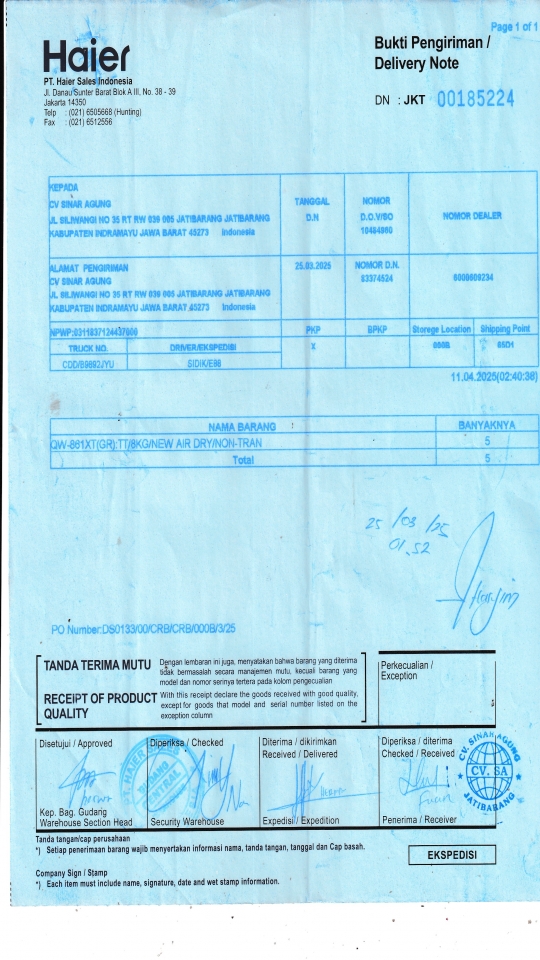 Page 1 of 1
Haier
Bukti Pengiriman /
Delivery Note
PT. Haier Sales Indonesia
Jl. Danau Sunter Barat Blok A III, No. 38 - 39
Jakarta 14350
Telp : (021) 6505668 (Hunting)
Fax : (021) 6512556
DN : JKT 00185224
KEPADA
CV SINAR AGUNG
JL SILIWANGI NO 35 RT RW 039 005 JATIBARANG JATIBARANG
KABUPATEN INDRAMAYU JAWA BARAT 45273 Indonesia
TANGGAL
D.N
NOMOR
D.O./SO
NOMOR DEALER
ALAMAT PENGIRIMAN
CV SINAR AGUNG
JL SILIWANGI NO 35 RT RW 039 005 JATIBARANG JATIBARANG
KABUPATEN INDRAMAYU JAWA BARAT 45273 Indonesia
25.03.2025
NOMOR D.N.
83374524
6000609234
NPWP:0311837124437000
PKP
BPKP
Storege Location
Shipping Point
TRUCK NO.
DRIVER/EKSPEDISI
X
000B
05D1
CDD/B9892JYU
SIDIK/E98
11.04.2025(02:40:36)
NAMA BARANG
BANYAKNYA
QW-861XT(GR):TT/8KG/NEW AIR DRY/NON-TRAN
5
Total
5
25/03/25
01.52
PO Number:DS0133/00/CRB/CRB/000B/3/25
TANDA TERIMA MUTU
Dengan lembaran ini juga, menyatakan bahwa barang yang diterima
tidak bermasalah secara manajemen mutu, kecuali barang yang
model dan nomor serinya tertera pada kolom pengecualian
RECEIPT OF PRODUCT
QUALITY
With this receipt declare the goods received with good quality,
except for goods that model and serial number listed on the
exception column
Perkecualian /
Exception
Disetujui / Approved
Diperiksa / Checked
Diterima / dikirimkan
Received / Delivered
Diperiksa / diterima
Checked / Received
PT. HAIER
CV. SINAR AGUNG
CV. SA
JATIBARANG
Kep. Bag. Gudang
Warehouse Section Head
Security Warehouse
Expedisi / Expedition
Penerima / Receiver
Tanda tangan/cap perusahaan
*) Setiap penerimaan barang wajib menyertakan informasi nama, tanda tangan, tanggal dan Cap basah.
EKSPEDISI
Company Sign / Stamp
*) Each item must include name, signature, date and wet stamp information.